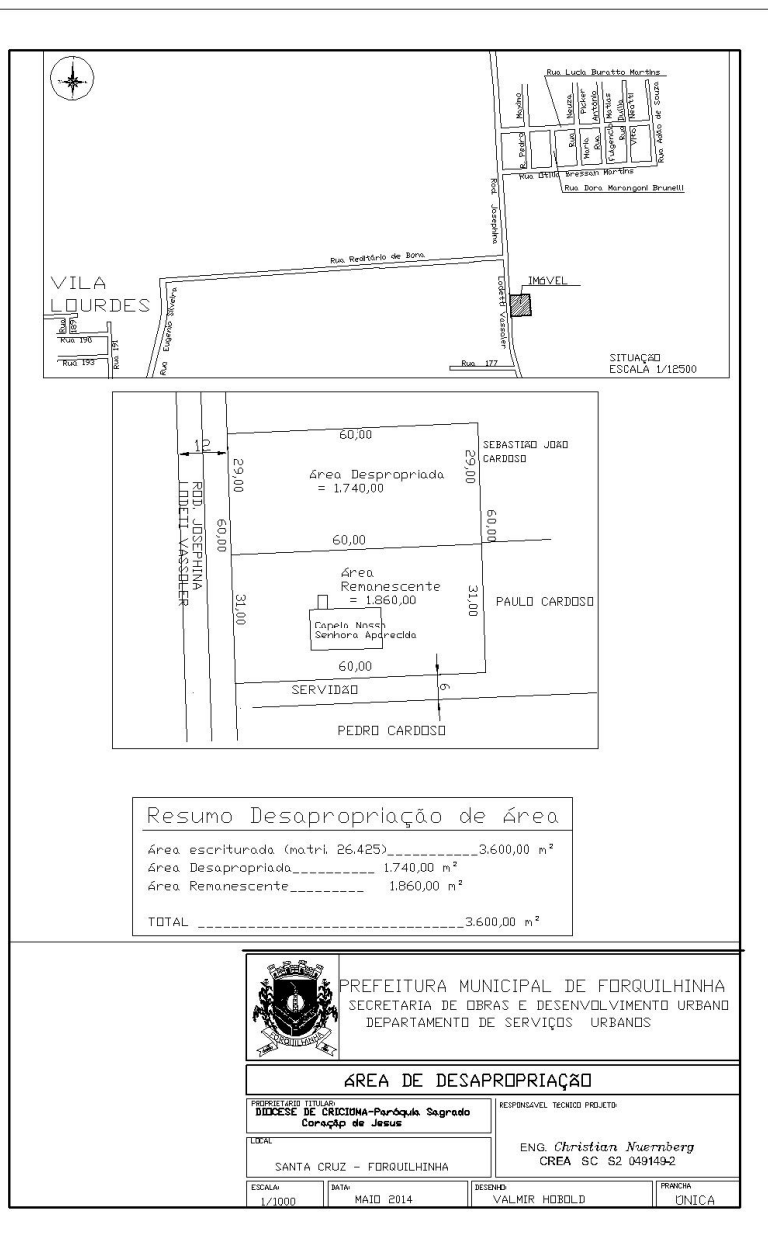 Rua Lucia Buratto Martins
Maximo
Neuza
Picker
Antônio
Matias
Duília
Neotti
Rua Adão de Souza
R. Pedro
Rua
Maria
Rua
Fulgencio
Rua
Vito
Rua Otília Bressan Martins
Rua Dora Marangoni Brunelli
Rod. Josephina
Lodetti Vassoler
Rua Realtário de Bona
IMÓVEL
VILA
LOURDES
Rua Eugenio Silveira
Rua
189
Rua 190
Rua 191
Rua 193
Rua 177
SITUAÇÃO
ESCALA 1/12500
12
60,00
SEBASTIÃO JOÃO
CARDOSO
29,00
29,00
Área Despropriada
= 1.740,00
ROD. JOSEPHINA
LODETI VASSOLER
60,00
60,00
60,00
Área
Remanescente
= 1.860,00
31,00
31,00
PAULO CARDOSO
Capela Nossa
Senhora Aparecida
60,00
SERVIDÃO
6
PEDRO CARDOSO
Resumo Desapropriação de Área
Área escriturada (matri. 26.425)___________3.600,00 m²
Área Desapropriada__________ 1.740,00 m²
Área Remanescente_________ 1.860,00 m²
TOTAL ________________________________3.600,00 m²
FORQUILHINHA
PREFEITURA MUNICIPAL DE FORQUILHINHA
SECRETARIA DE OBRAS E DESENVOLVIMENTO URBANO
DEPARTAMENTO DE SERVIÇOS URBANOS
ÁREA DE DESAPROPRIAÇÃO
PROPRIETÁRIO TITULAR:
DIOCESE DE CRICIÚMA-Paróquia Sagrado
Coração de Jesus
RESPONSÁVEL TÉCNICO PROJETO:
ENG. Christian Nuernberg
CREA SC S2 049149-2
LOCAL
SANTA CRUZ - FORQUILHINHA
ESCALA:
1/1000
DATA:
MAIO 2014
DESENHO:
VALMIR HOBOLD
PRANCHA
ÚNICA